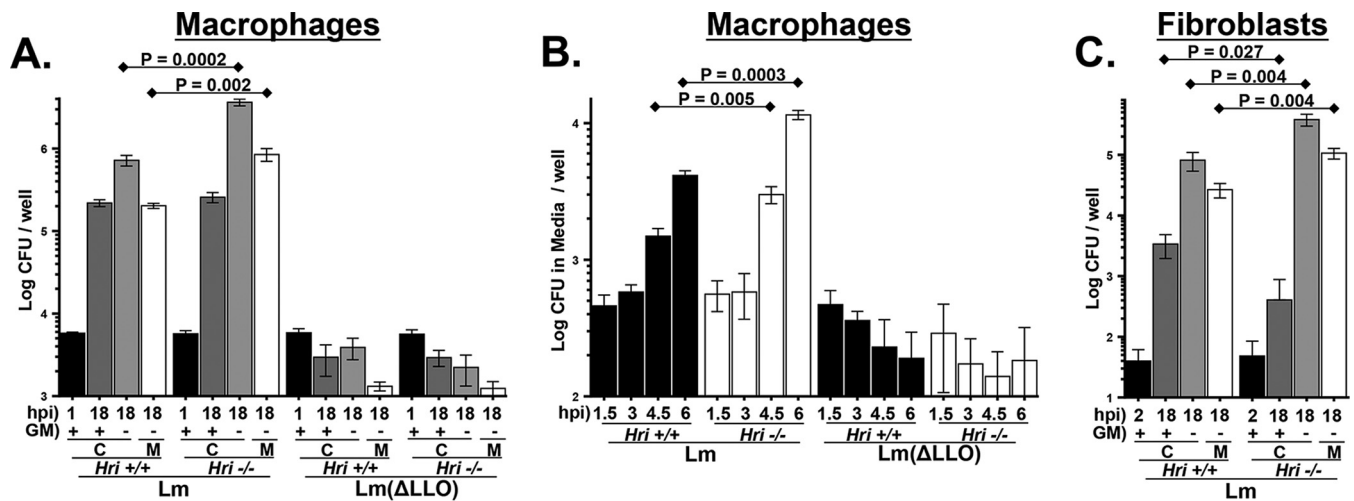 Macrophages
Macrophages
Fibroblasts
A.
B.
C.
P = 0.0002
P = 0.002
Log CFU / well
6
5
4
3
hpi) 1 18 18 18 1 18 18 18 1 18 18 18 1 18 18 18
GM) + + - - + + - - + + - - + + - -
C M C M C M C M
Hri +/+ Hri -/- Hri +/+ Hri -/-
Lm Lm(ΔLLO)
P = 0.0003
P = 0.005
Log CFU in Media / well
4
3
2
hpi) 1.5 3 4.5 6 1.5 3 4.5 6 1.5 3 4.5 6 1.5 3 4.5 6
Hri +/+ Hri -/- Hri +/+ Hri -/-
Lm Lm(ΔLLO)
P = 0.027
P = 0.004
P = 0.004
Log CFU / well
5
4
3
2
1
hpi) 2 18 18 18 2 18 18 18
GM) + + - - + + - -
C M C M
Hri +/+ Hri -/-
Lm